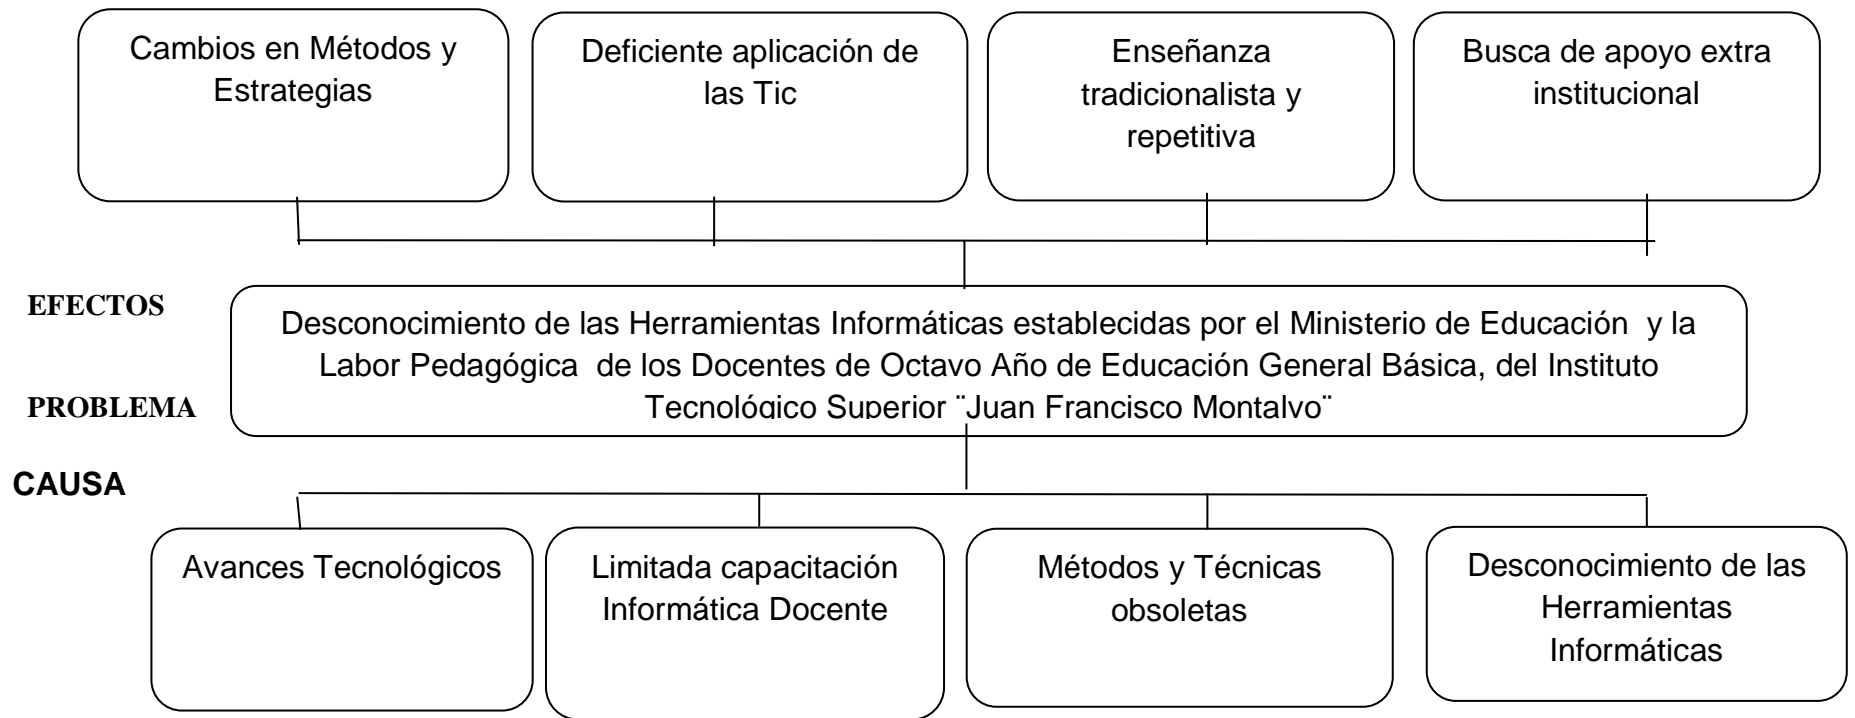 Cambios en Métodos y
Estrategias
Deficiente aplicación de
las Tic
Enseñanza
tradicionalista y
repetitiva
Busca de apoyo extra
institucional
EFECTOS
Desconocimiento de las Herramientas Informáticas establecidas por el Ministerio de Educación  y la
Labor Pedagógica  de los Docentes de Octavo Año de Educación General Básica, del Instituto
Tecnológico Superior ¨Juan Francisco Montalvo¨
PROBLEMA
CAUSA
Avances Tecnológicos
Limitada capacitación
Informática Docente
Métodos y Técnicas
obsoletas
Desconocimiento de las
Herramientas
Informáticas